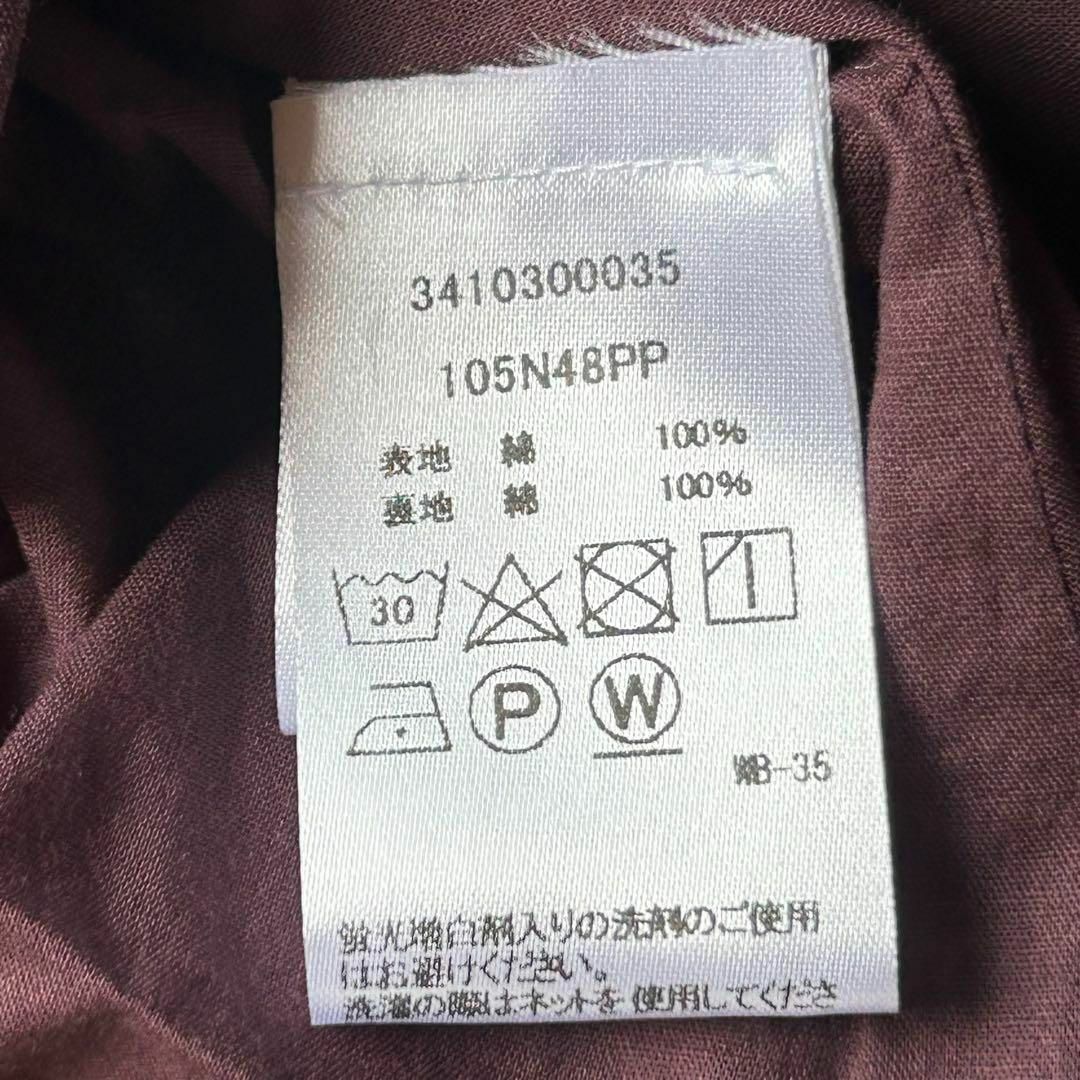 3410300035
105N48PP
表地 綿 100%
裏地 綿 100%
30
P W
WB-35
蛍光増白剤入りの洗剤のご使用
はお避けください。
洗濯の際はネットを使用してくださ